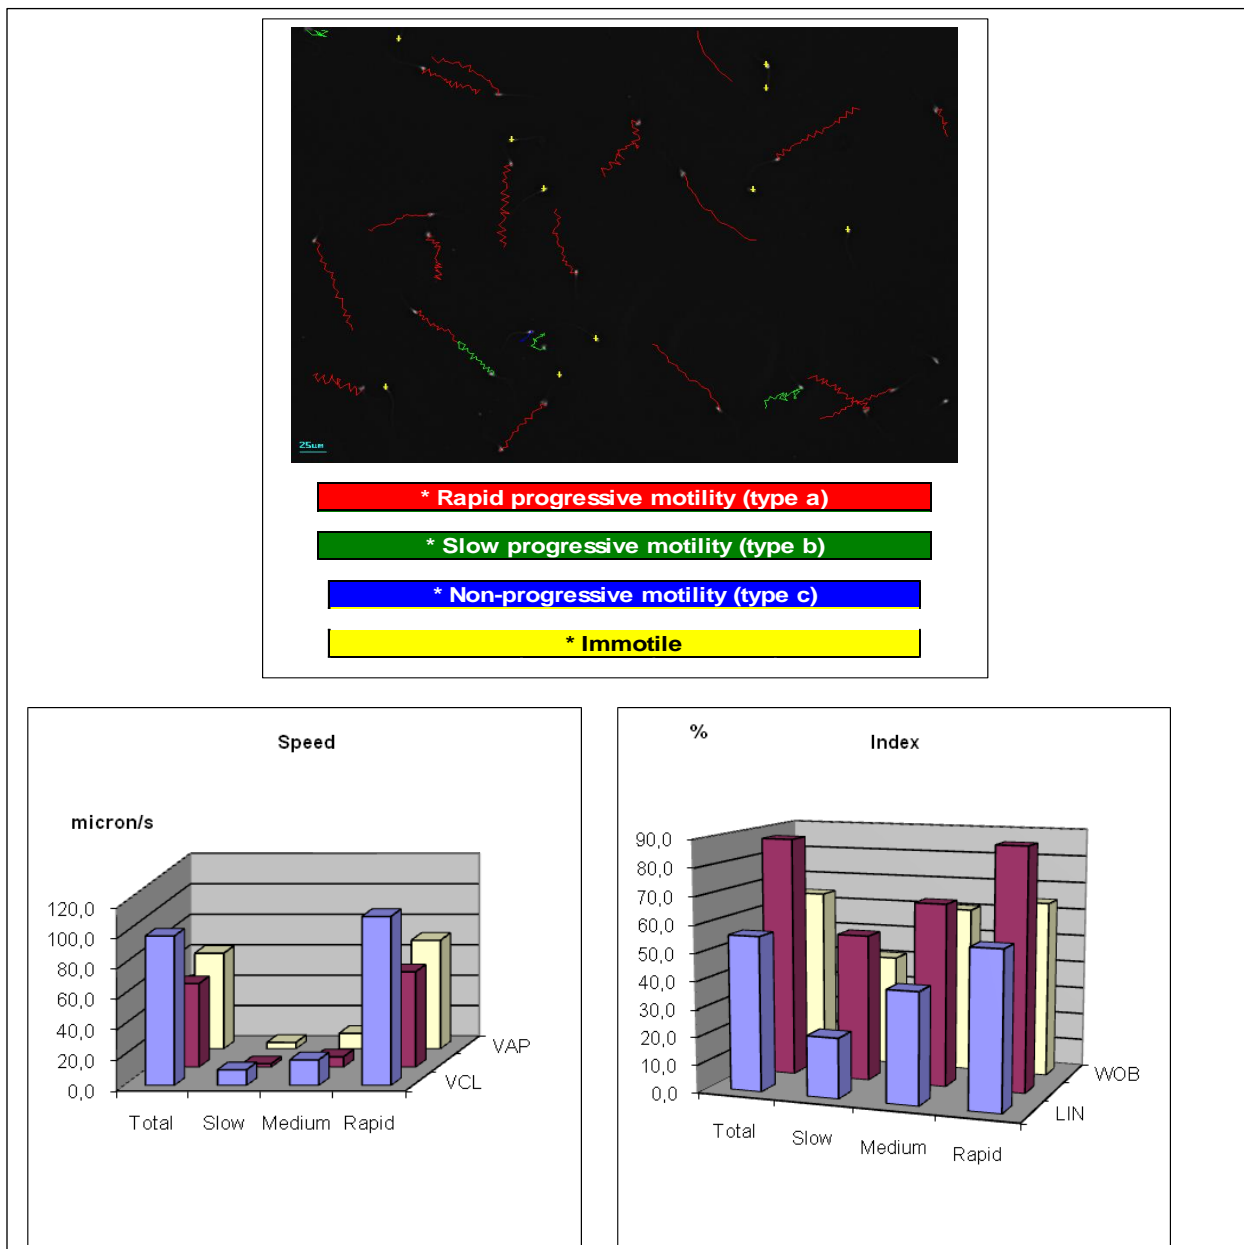 25um
* Rapid progressive motility (type a)
* Slow progressive motility (type b)
* Non-progressive motility (type c)
* Immotile
Speed
micron/s
120,0
100,0
80,0
60,0
40,0
20,0
0,0
Total Slow Medium Rapid
VCL
VAP
%
Index
90,0
80,0
70,0
60,0
50,0
40,0
30,0
20,0
10,0
0,0
Total Slow Medium Rapid
LIN
WOB